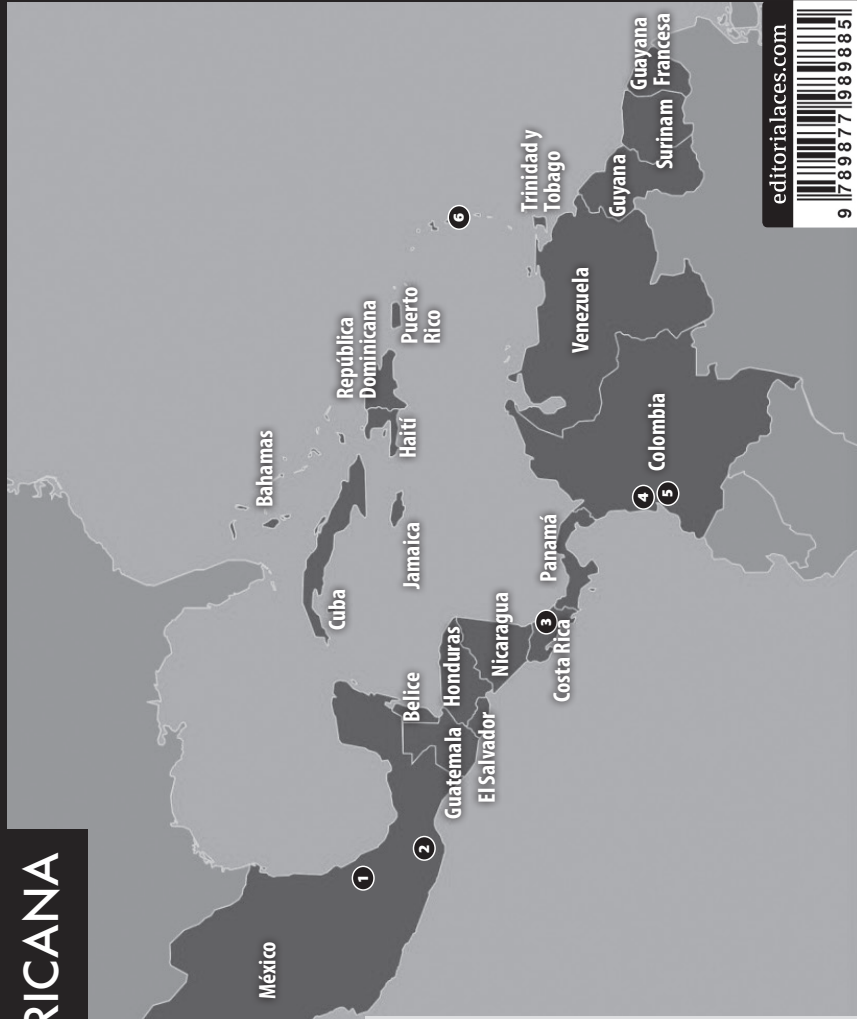 RICANA
México
1
2
Bahamas
Cuba
República
Dominicana
Puerto
Rico
Haití
Jamaica
Belice
Honduras
Guatemala
El Salvador
Nicaragua
3
Costa Rica
Panamá
6
Trinidad y
Tobago
Venezuela
Guyana
Surinam
Guayana
Francesa
Colombia
4
5
editorialaces.com
9 789877 989885